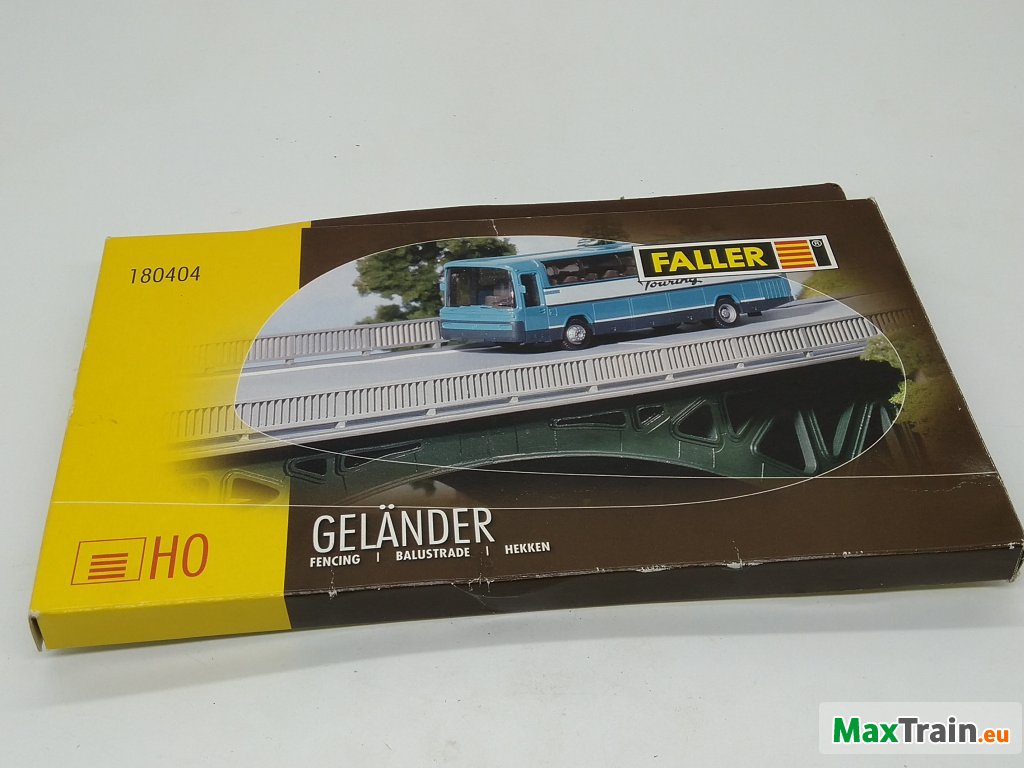 180404
FALLER ®
Touring
HO
GELÄNDER
FENCING | BALUSTRADE | HEKKEN
MaxTrain.eu